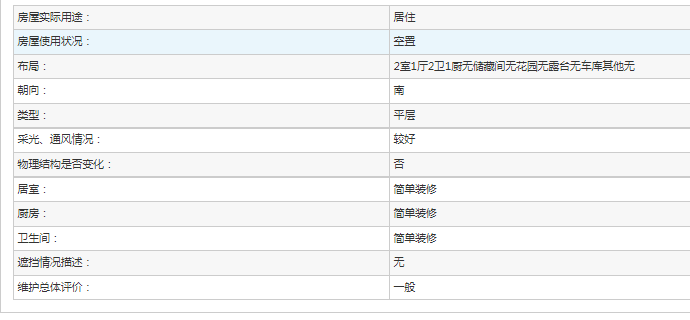 房屋实际用途： 居住
房屋使用状况： 空置
布局： 2室1厅2卫1厨无储藏间无花园无露台无车库其他无
朝向： 南
类型： 平层
采光、通风情况： 较好
物理结构是否变化： 否
居室： 简单装修
厨房： 简单装修
卫生间： 简单装修
遮挡情况描述： 无
维护总体评价： 一般